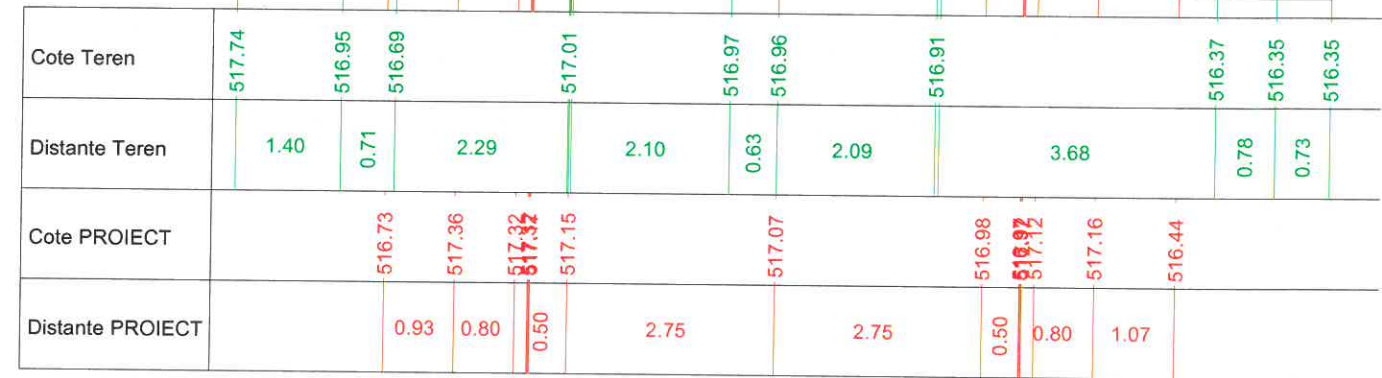 Cote Teren 517.74 516.95 516.69 517.01 516.97 516.96 516.91 516.37 516.35 516.35
Distante Teren 1.40 0.71 2.29 2.10 0.63 2.09 3.68 0.78 0.73
Cote PROIECT 516.73 517.36 517.32 517.15 517.07 516.98 517.12 517.16 516.44
Distante PROIECT 0.93 0.80 0.50 2.75 2.75 0.50 0.80 1.07